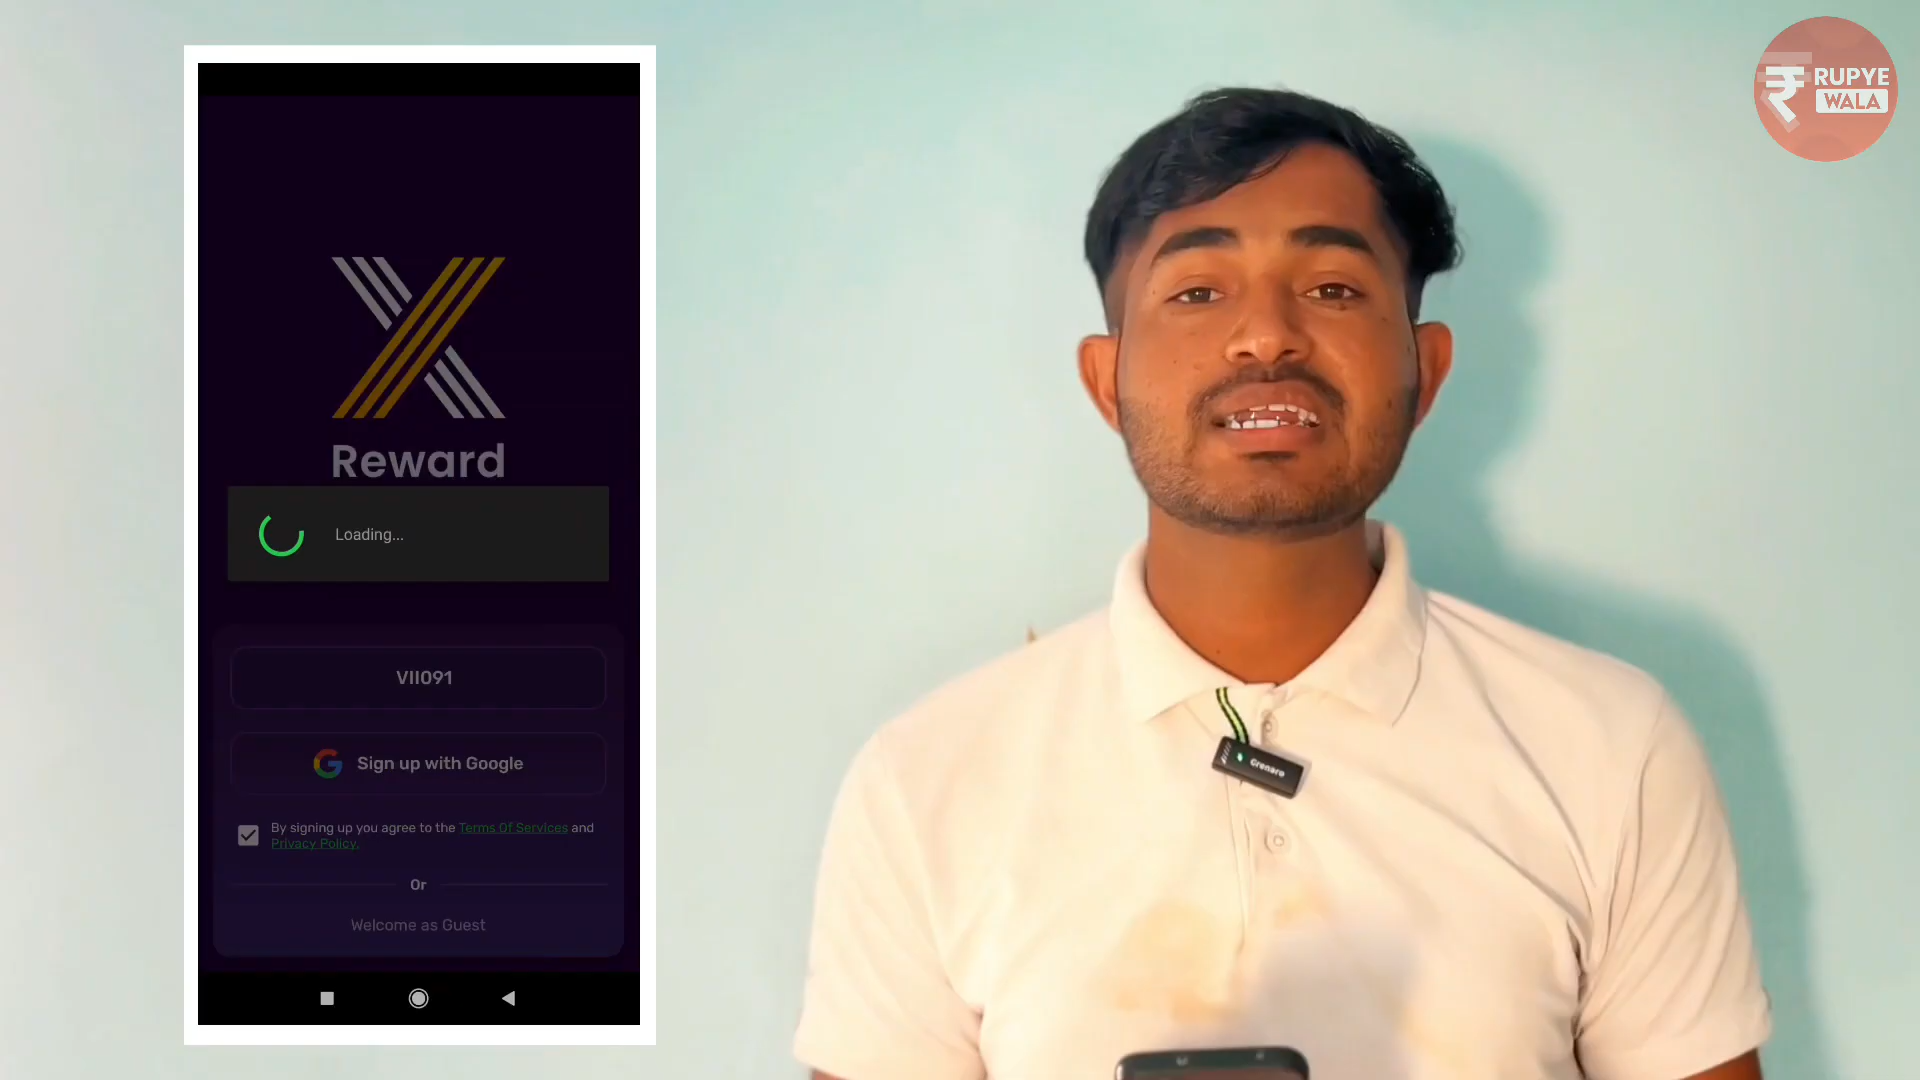 Reward
Loading...
VII091
Sign up with Google
By signing up you agree to the Terms Of Services and
Privacy Policy.
Or
Welcome as Guest
RUPYE
WALA
Grenaro